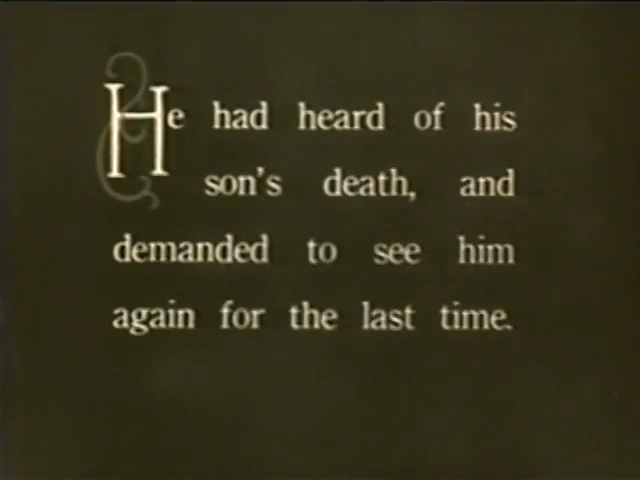 He had heard of his
son's death, and
demanded to see him
again for the last time.